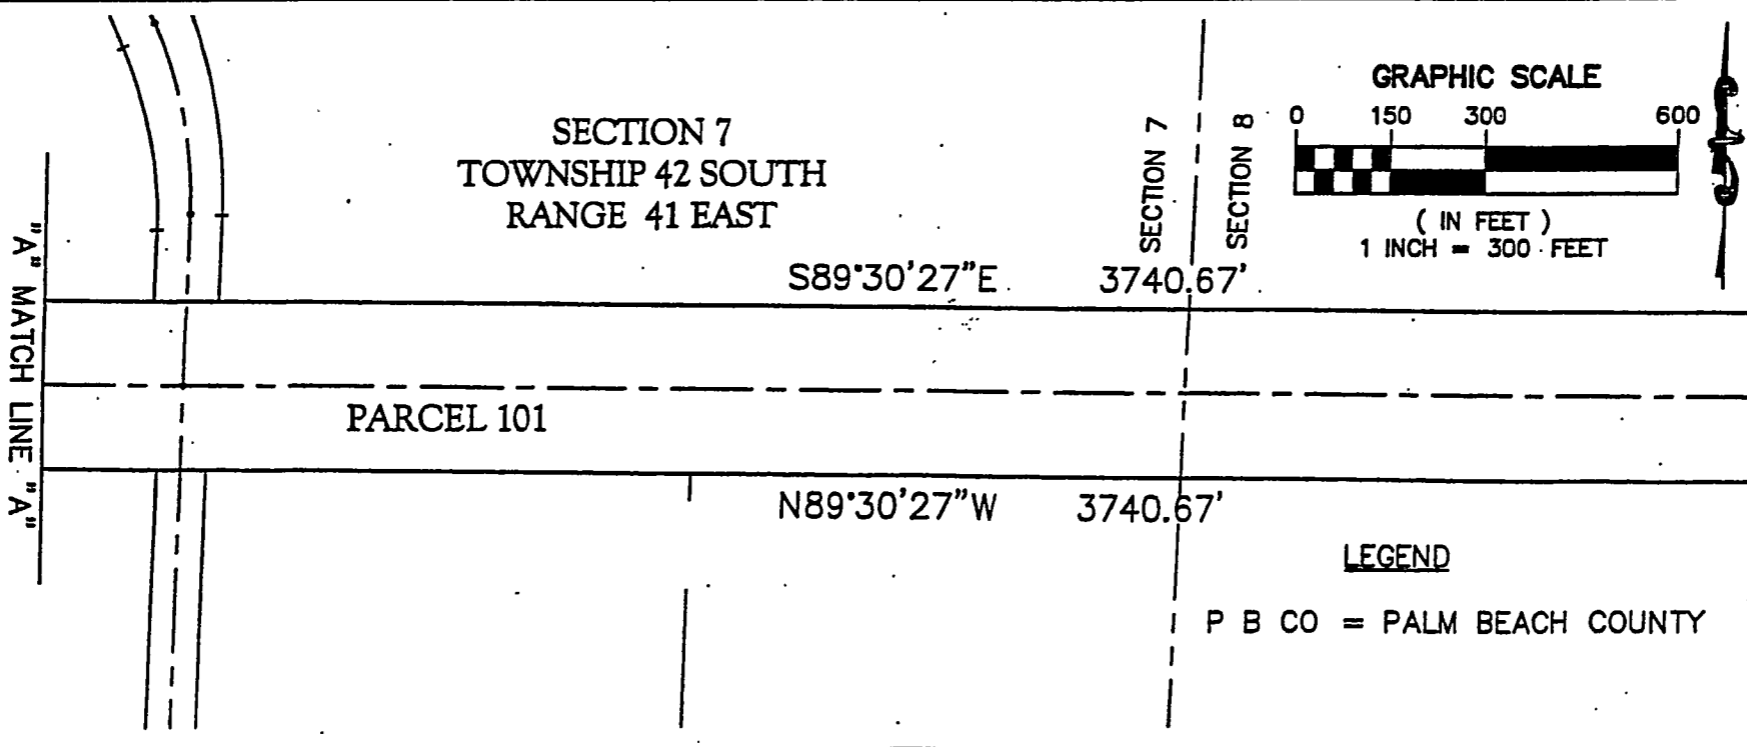 SECTION 7
TOWNSHIP 42 SOUTH
RANGE 41 EAST
SECTION 7
SECTION 8
GRAPHIC SCALE
0 150 300 600
( IN FEET )
1 INCH = 300 FEET
S89°30'27"E 3740.67'
"A" MATCH LINE "A"
PARCEL 101
N89°30'27"W 3740.67'
LEGEND
P B CO = PALM BEACH COUNTY